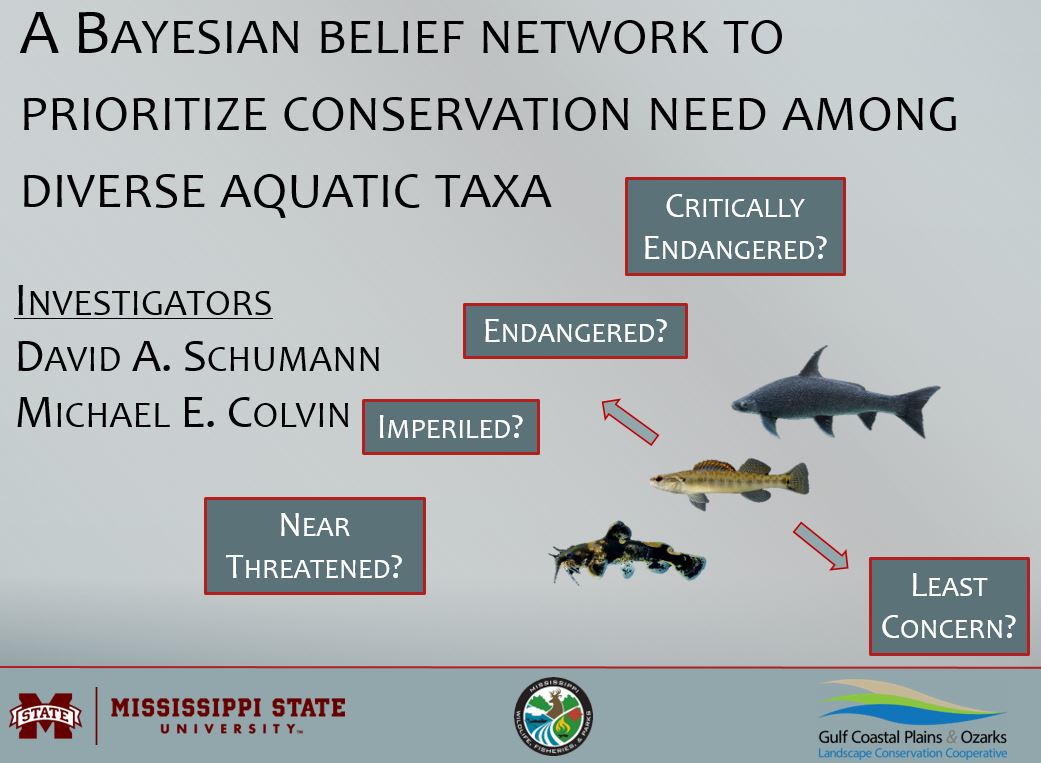 A Bayesian belief network to
prioritize conservation need among
diverse aquatic taxa
Critically
Endangered?
Investigators
David A. Schumann
Michael E. Colvin
Endangered?
Imperiled?
Near
Threatened?
Least
Concern?
STATE
MISSISSIPPI STATE
UNIVERSITY™
MISSISSIPPI
WILDLIFE, FISHERIES, & PARKS
Gulf Coastal Plains & Ozarks
Landscape Conservation Cooperative